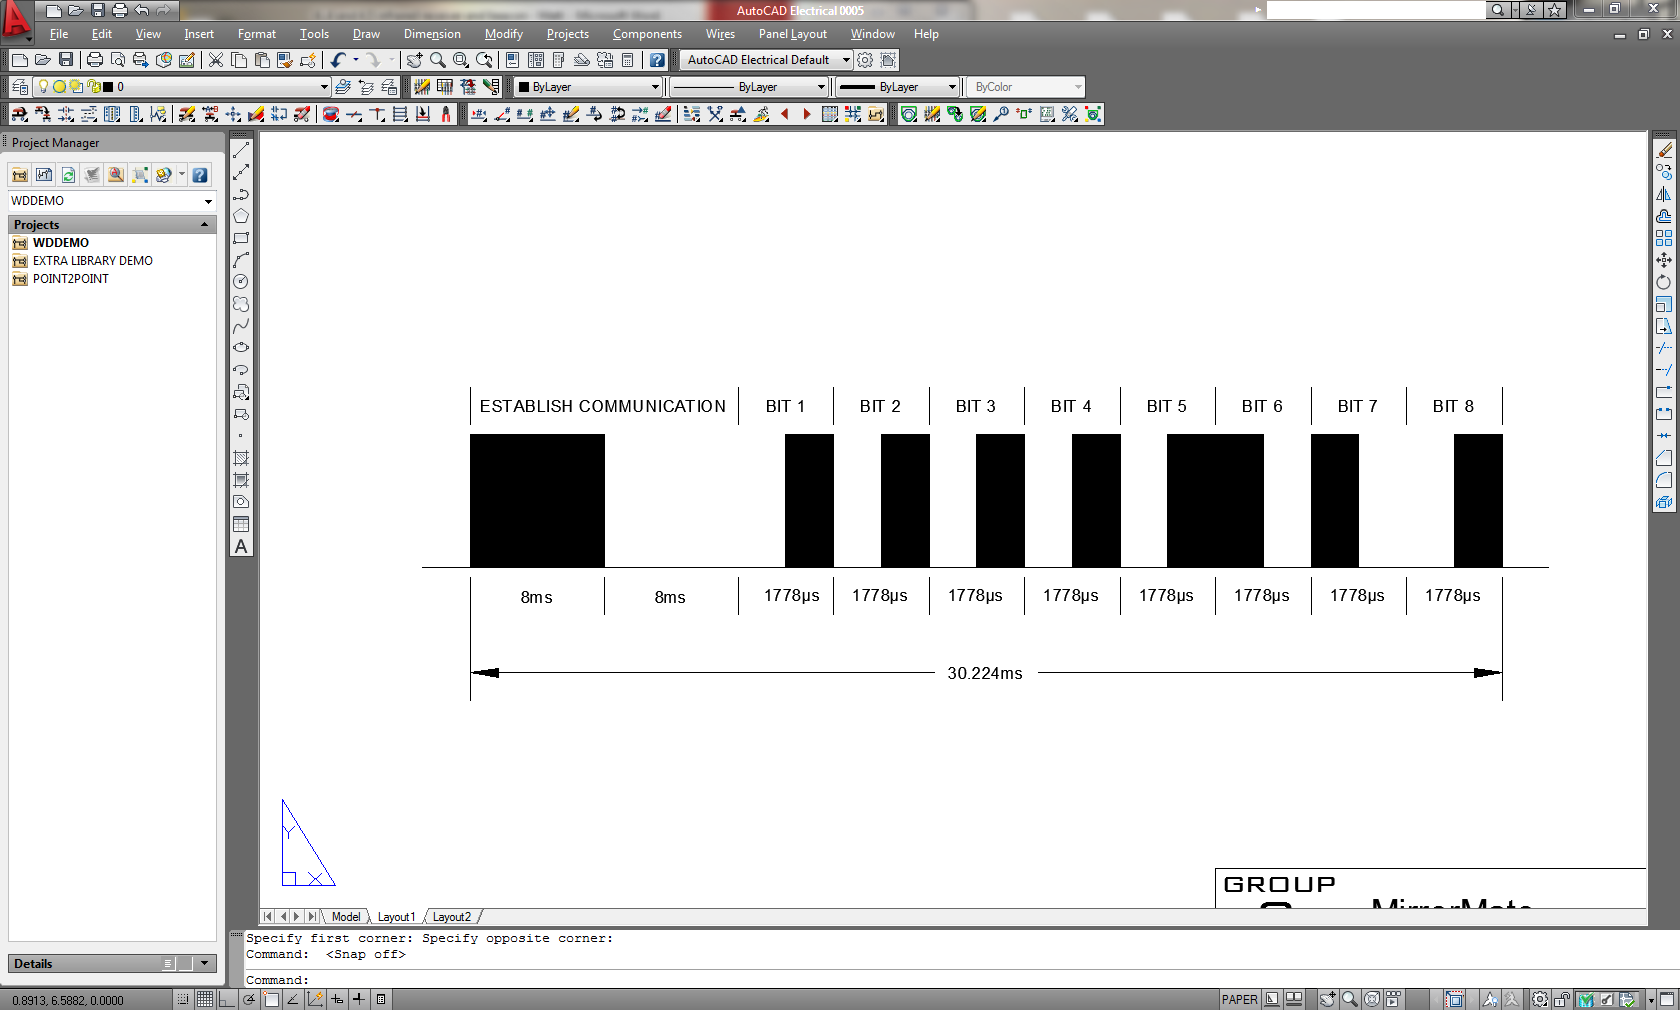 AutoCAD Electrical 0005
File Edit View Insert Format Tools Draw Dimension Modify Projects Components Wires Panel Layout Window Help
AutoCAD Electrical Default
0 ByLayer ByLayer ByLayer ByColor
Project Manager
WDDEMO
Projects
WDDEMO
EXTRA LIBRARY DEMO
POINT2POINT
ESTABLISH COMMUNICATION BIT 1 BIT 2 BIT 3 BIT 4 BIT 5 BIT 6 BIT 7 BIT 8
8ms 8ms 1778µs 1778µs 1778µs 1778µs 1778µs 1778µs 1778µs 1778µs
30.224ms
Y
X
GROUP
MirrorMate
Model Layout1 Layout2
Specify first corner: Specify opposite corner:
Command: <Snap off>
Command:
Details
0.8913, 6.5882, 0.0000
PAPER